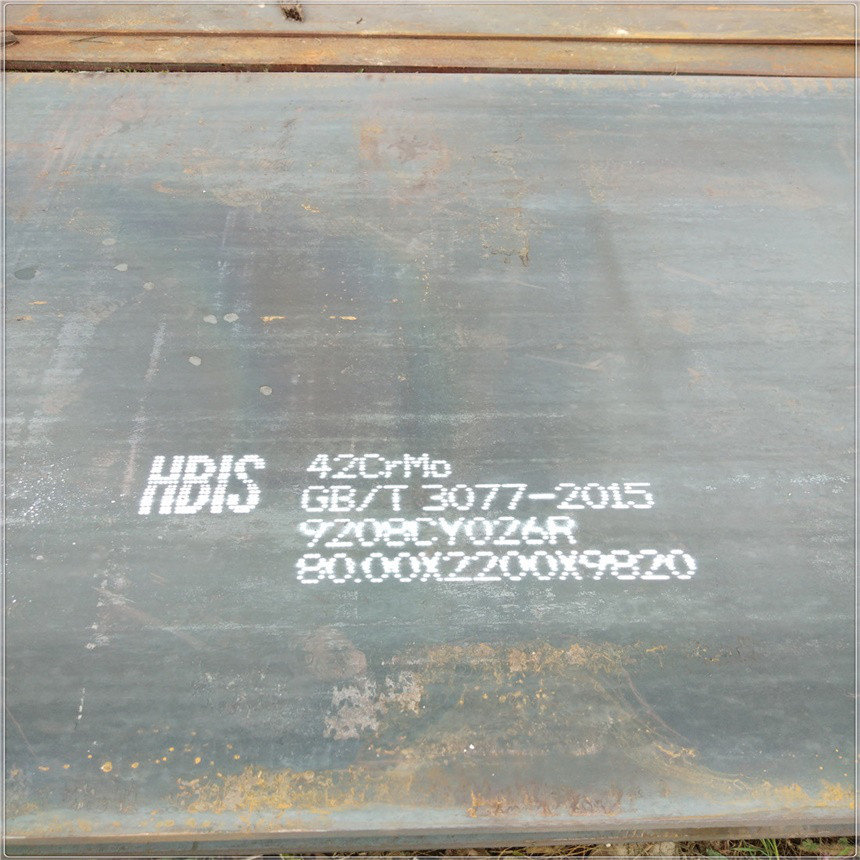 HBIS
42CrMo
GB/T 3077-2015
9208CY026R
80.00X2200X9820